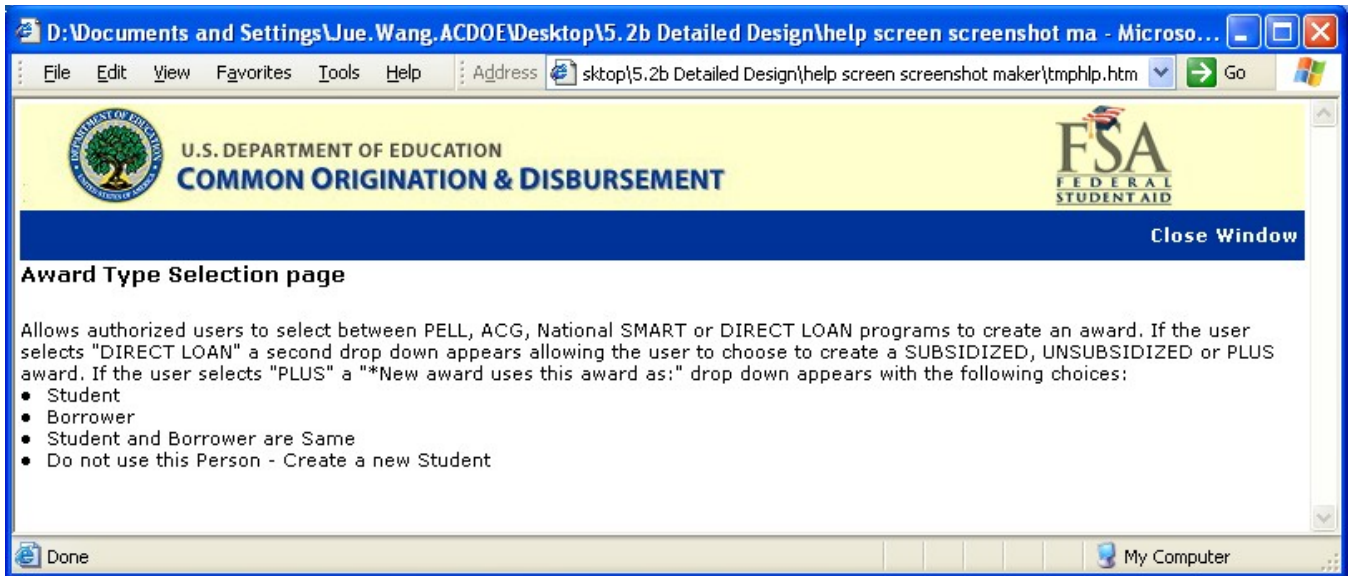 D:\Documents and Settings\Jue.Wang.ACDOE\Desktop\5.2b Detailed Design\help screen screenshot ma - Microso...
File Edit View Favorites Tools Help Address sktop\5.2b Detailed Design\help screen screenshot maker\tmphlp.htm Go
U.S. DEPARTMENT OF EDUCATION
COMMON ORIGINATION & DISBURSEMENT
FSA
FEDERAL
STUDENT AID
Close Window
Award Type Selection page
Allows authorized users to select between PELL, ACG, National SMART or DIRECT LOAN programs to create an award. If the user
selects "DIRECT LOAN" a second drop down appears allowing the user to choose to create a SUBSIDIZED, UNSUBSIDIZED or PLUS
award. If the user selects "PLUS" a "*New award uses this award as:" drop down appears with the following choices:
● Student
● Borrower
● Student and Borrower are Same
● Do not use this Person - Create a new Student
Done My Computer